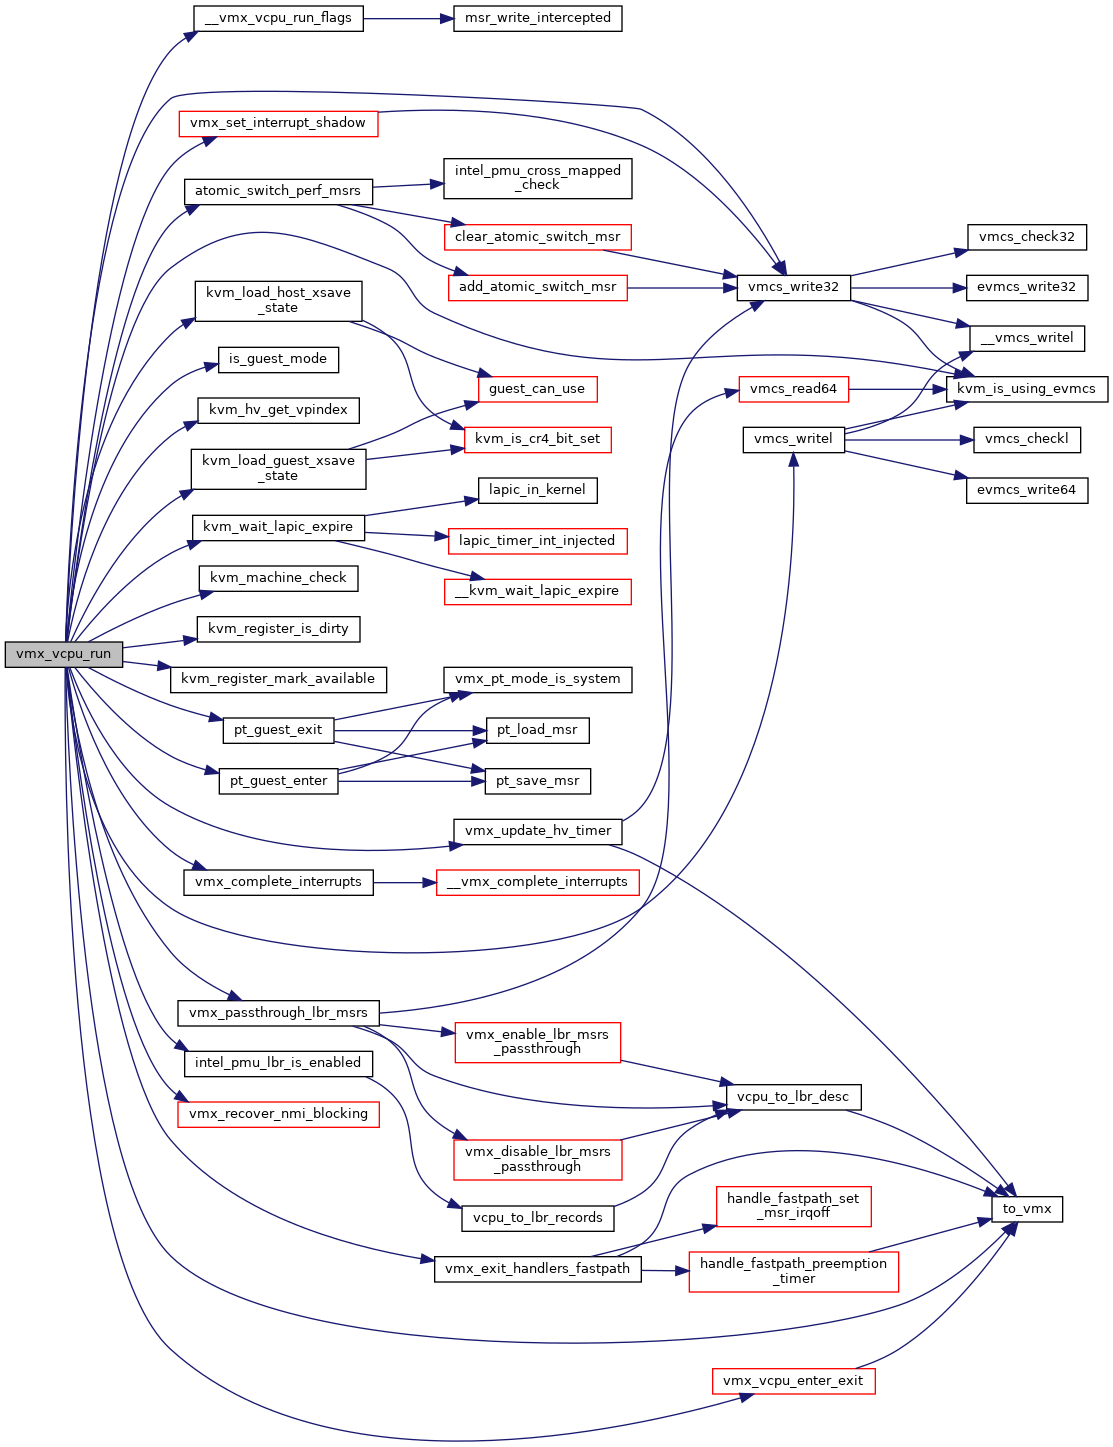 __vmx_vcpu_run_flags
msr_write_intercepted
vmx_set_interrupt_shadow
atomic_switch_perf_msrs
intel_pmu_cross_mapped
_check
clear_atomic_switch_msr
vmcs_check32
add_atomic_switch_msr
vmcs_write32
evmcs_write32
kvm_load_host_xsave
_state
__vmcs_writel
is_guest_mode
guest_can_use
vmcs_read64
kvm_is_using_evmcs
kvm_hv_get_vpindex
kvm_is_cr4_bit_set
vmcs_writel
vmcs_checkl
kvm_load_guest_xsave
_state
lapic_in_kernel
evmcs_write64
kvm_wait_lapic_expire
lapic_timer_int_injected
kvm_machine_check
__kvm_wait_lapic_expire
kvm_register_is_dirty
vmx_vcpu_run
kvm_register_mark_available
vmx_pt_mode_is_system
pt_guest_exit
pt_load_msr
pt_guest_enter
pt_save_msr
vmx_update_hv_timer
vmx_complete_interrupts
__vmx_complete_interrupts
vmx_passthrough_lbr_msrs
vmx_enable_lbr_msrs
_passthrough
intel_pmu_lbr_is_enabled
vcpu_to_lbr_desc
vmx_recover_nmi_blocking
vmx_disable_lbr_msrs
_passthrough
handle_fastpath_set
_msr_irqoff
to_vmx
vcpu_to_lbr_records
vmx_exit_handlers_fastpath
handle_fastpath_preemption
_timer
vmx_vcpu_enter_exit